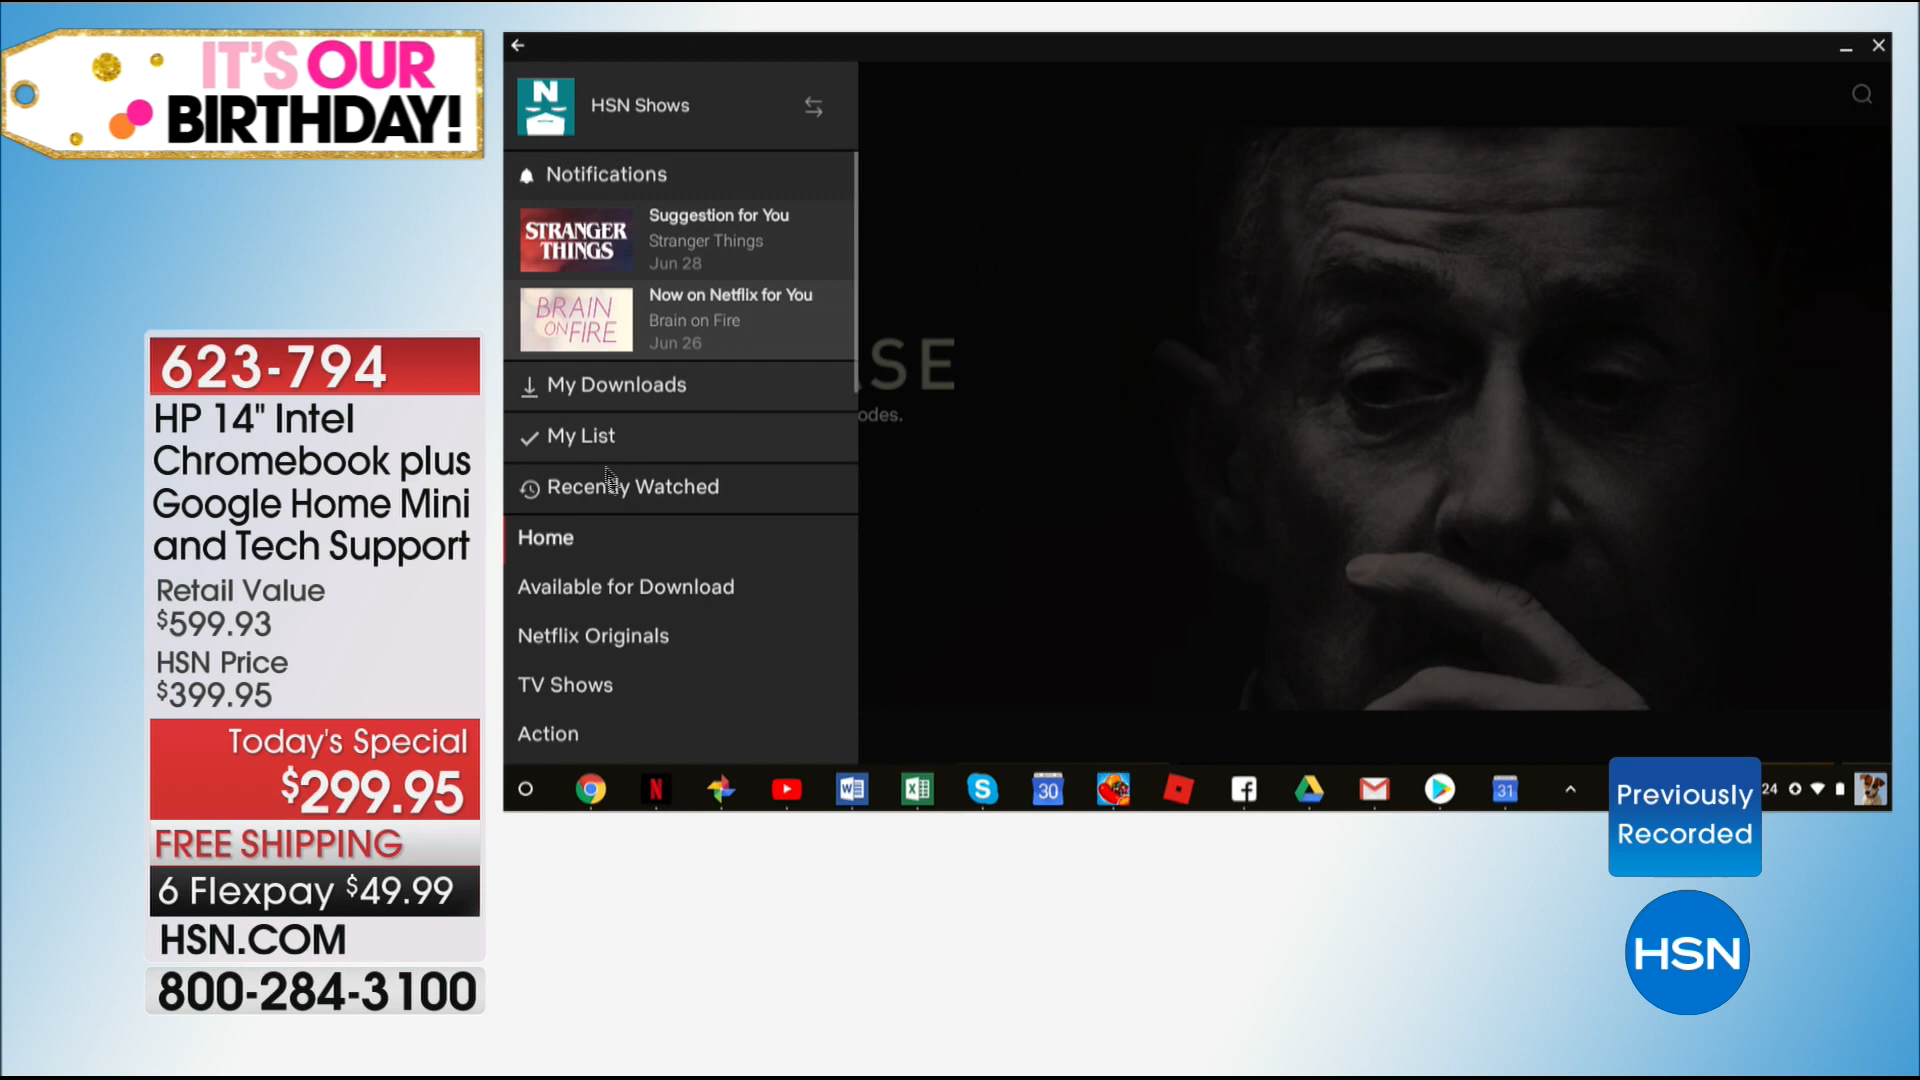 IT'S OUR
BIRTHDAY!
623-794
HP 14" Intel
Chromebook plus
Google Home Mini
and Tech Support
Retail Value
$599.93
HSN Price
$399.95
Today's Special
$299.95
FREE SHIPPING
6 Flexpay $49.99
HSN.COM
800-284-3100
N
HSN Shows
Notifications
STRANGER
THINGS
Suggestion for You
Stranger Things
Jun 28
BRAIN
ON FIRE
Now on Netflix for You
Brain on Fire
Jun 26
My Downloads
My List
Recently Watched
Home
Available for Download
Netflix Originals
TV Shows
Action
ASE
odes.
N
W
X
S
30
f
31
24
Previously
Recorded
HSN